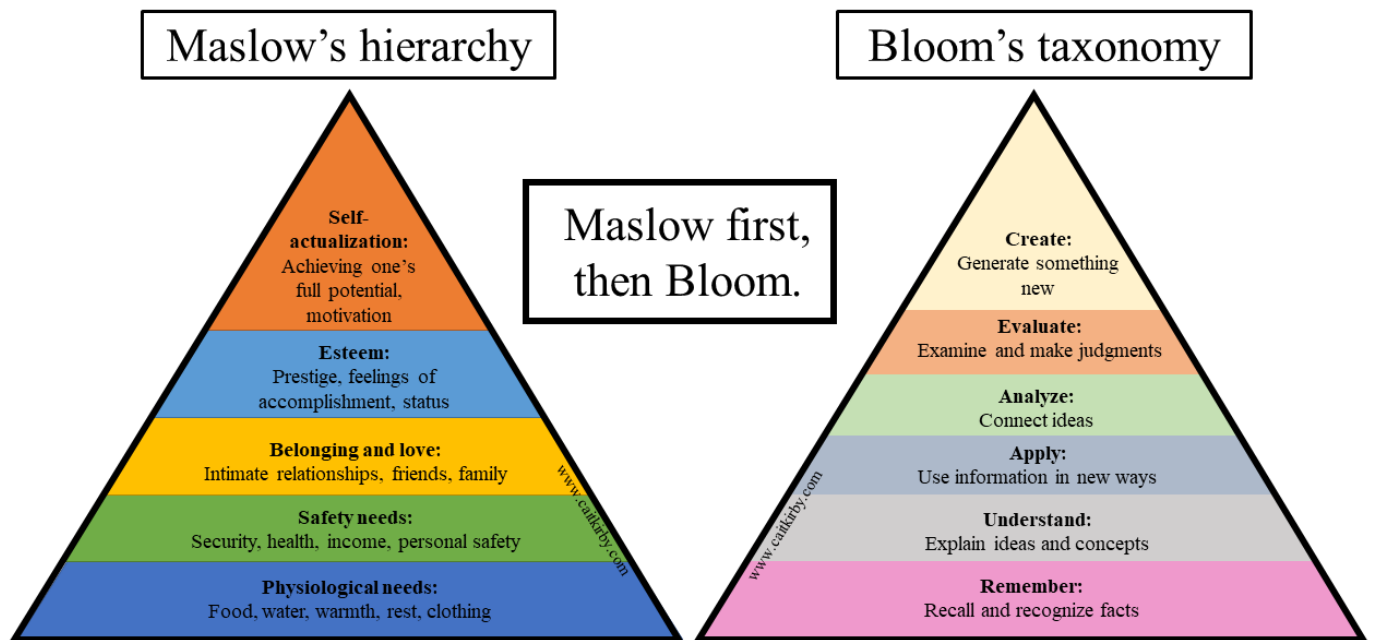 Maslow's hierarchy
Self-
actualization:
Achieving one's
full potential,
motivation
Esteem:
Prestige, feelings of
accomplishment, status
Belonging and love:
Intimate relationships, friends, family
Safety needs:
Security, health, income, personal safety
Physiological needs:
Food, water, warmth, rest, clothing
www.caitkirby.com
Maslow first,
then Bloom.
Bloom's taxonomy
Create:
Generate something
new
Evaluate:
Examine and make judgments
Analyze:
Connect ideas
Apply:
Use information in new ways
Understand:
Explain ideas and concepts
Remember:
Recall and recognize facts
www.caitkirby.com